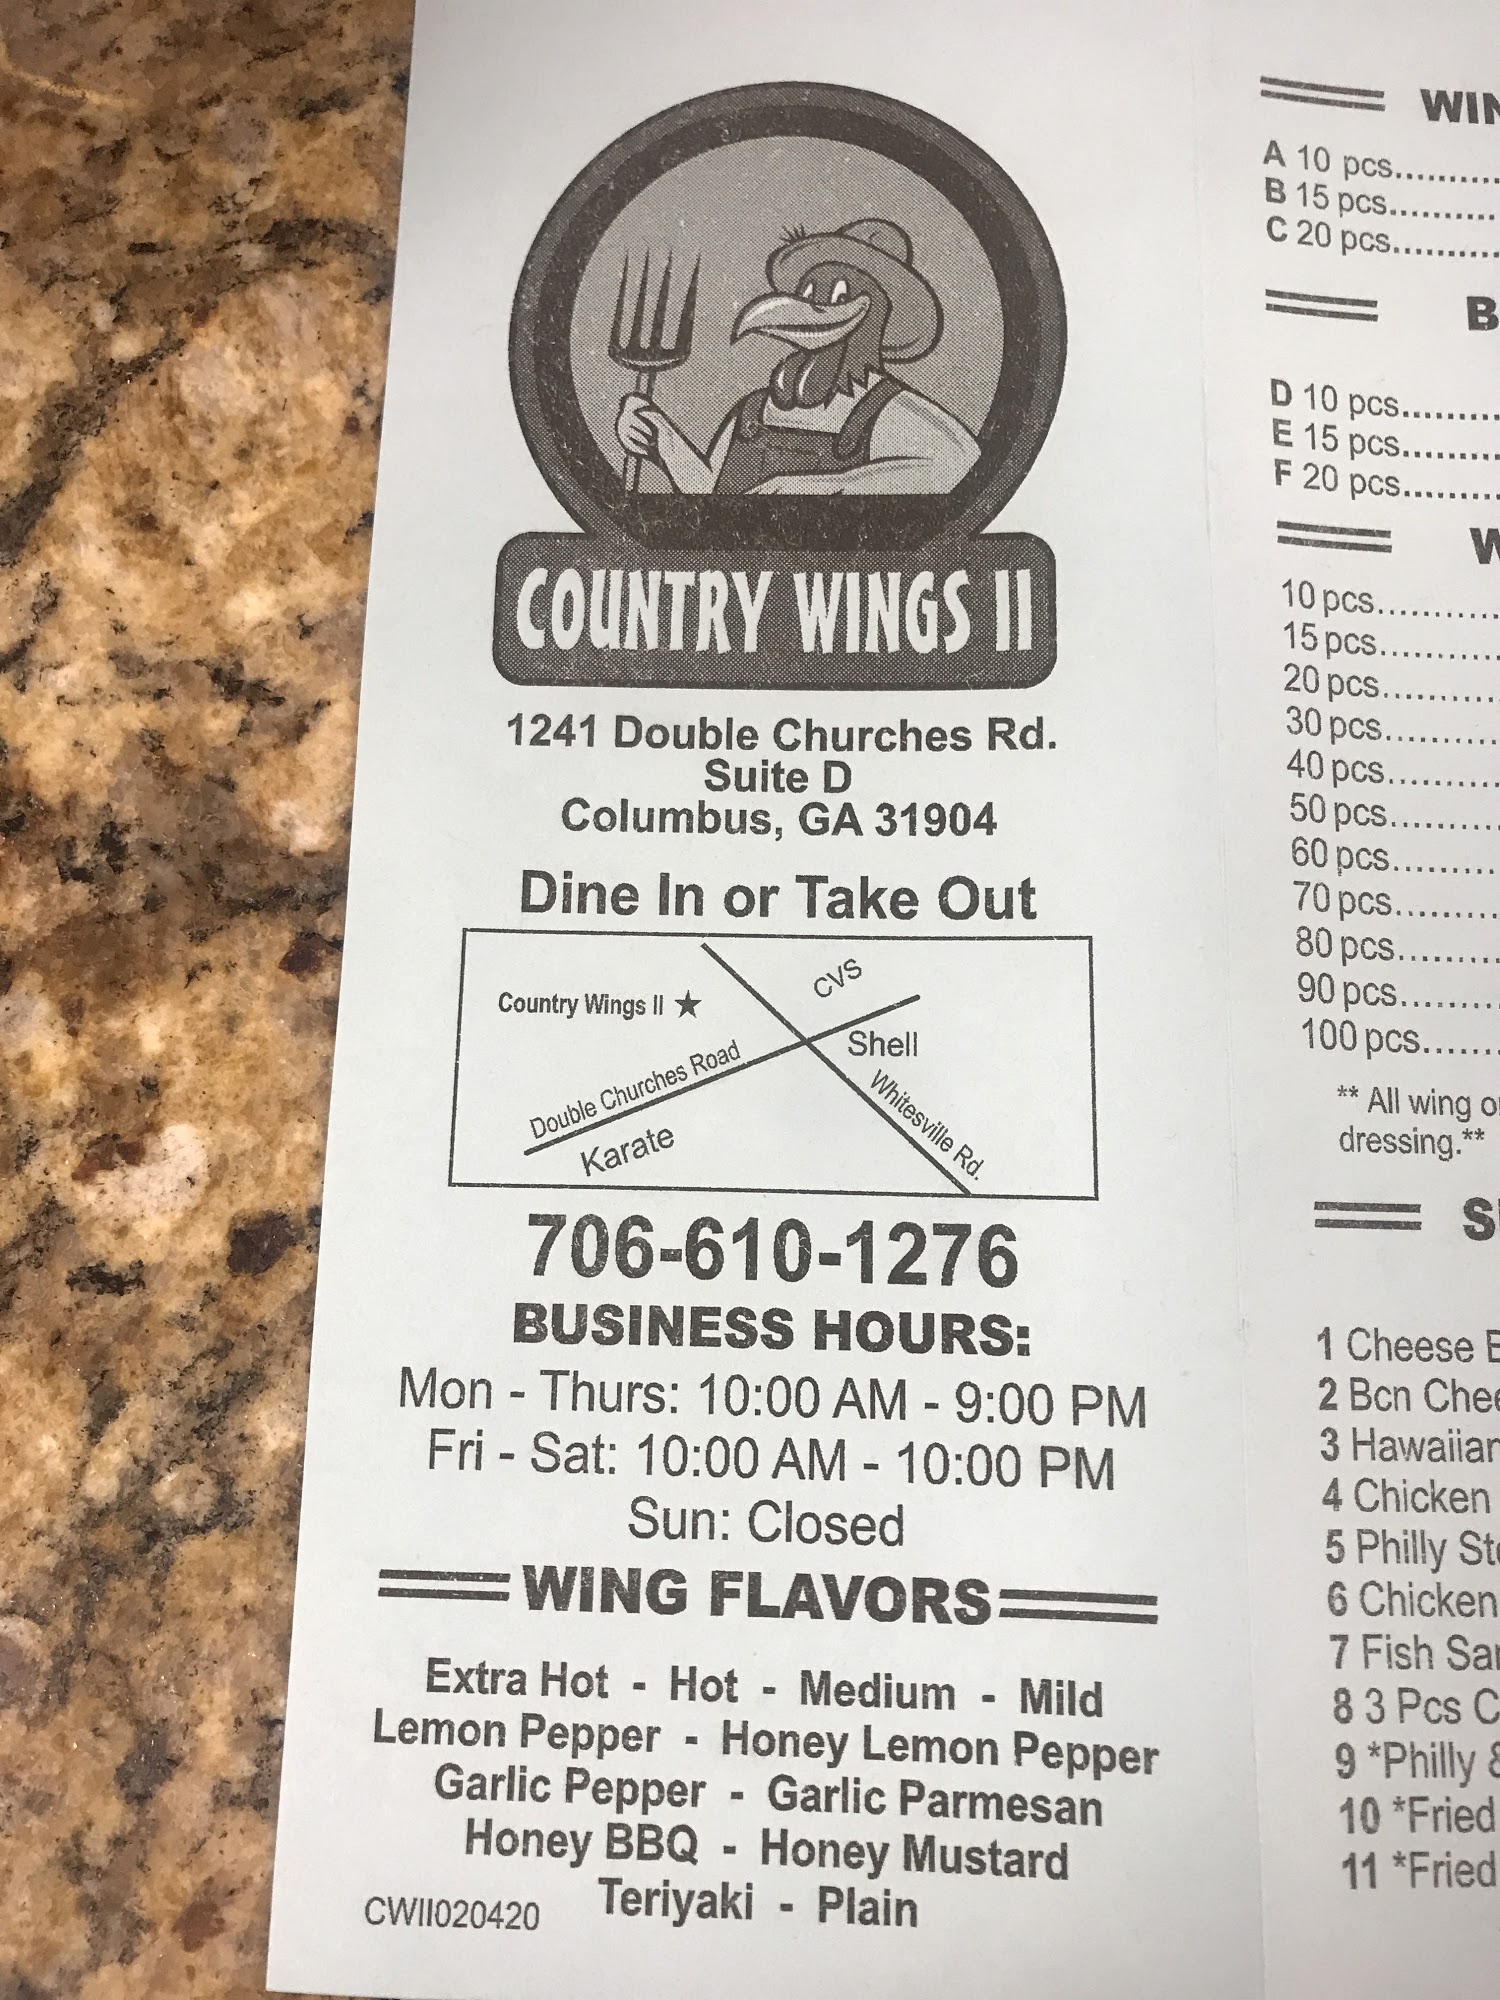 COUNTRY WINGS II
1241 Double Churches Rd.
Suite D
Columbus, GA 31904
Dine In or Take Out
CVS
Country Wings II ★
Shell
Double Churches Road
Whitesville Rd.
Karate
706-610-1276
BUSINESS HOURS:
Mon - Thurs: 10:00 AM - 9:00 PM
Fri - Sat: 10:00 AM - 10:00 PM
Sun: Closed
WING FLAVORS
Extra Hot - Hot - Medium - Mild
Lemon Pepper - Honey Lemon Pepper
Garlic Pepper - Garlic Parmesan
Honey BBQ - Honey Mustard
Teriyaki - Plain
CWII020420
A 10 pcs..........
B 15 pcs..........
C 20 pcs..........
D 10 pcs..........
E 15 pcs..........
F 20 pcs..........
10 pcs..........
15 pcs..........
20 pcs..........
30 pcs..........
40 pcs..........
50 pcs..........
60 pcs..........
70 pcs..........
80 pcs..........
90 pcs..........
100 pcs.......
** All wing
dressing.**
1 Cheese
2 Bcn
3 Hawaiian
4 Chicken
5 Philly
6 Chicken
7 Fish
8 3 Pcs
9 *Philly &
10 *Fried
11 *Fried